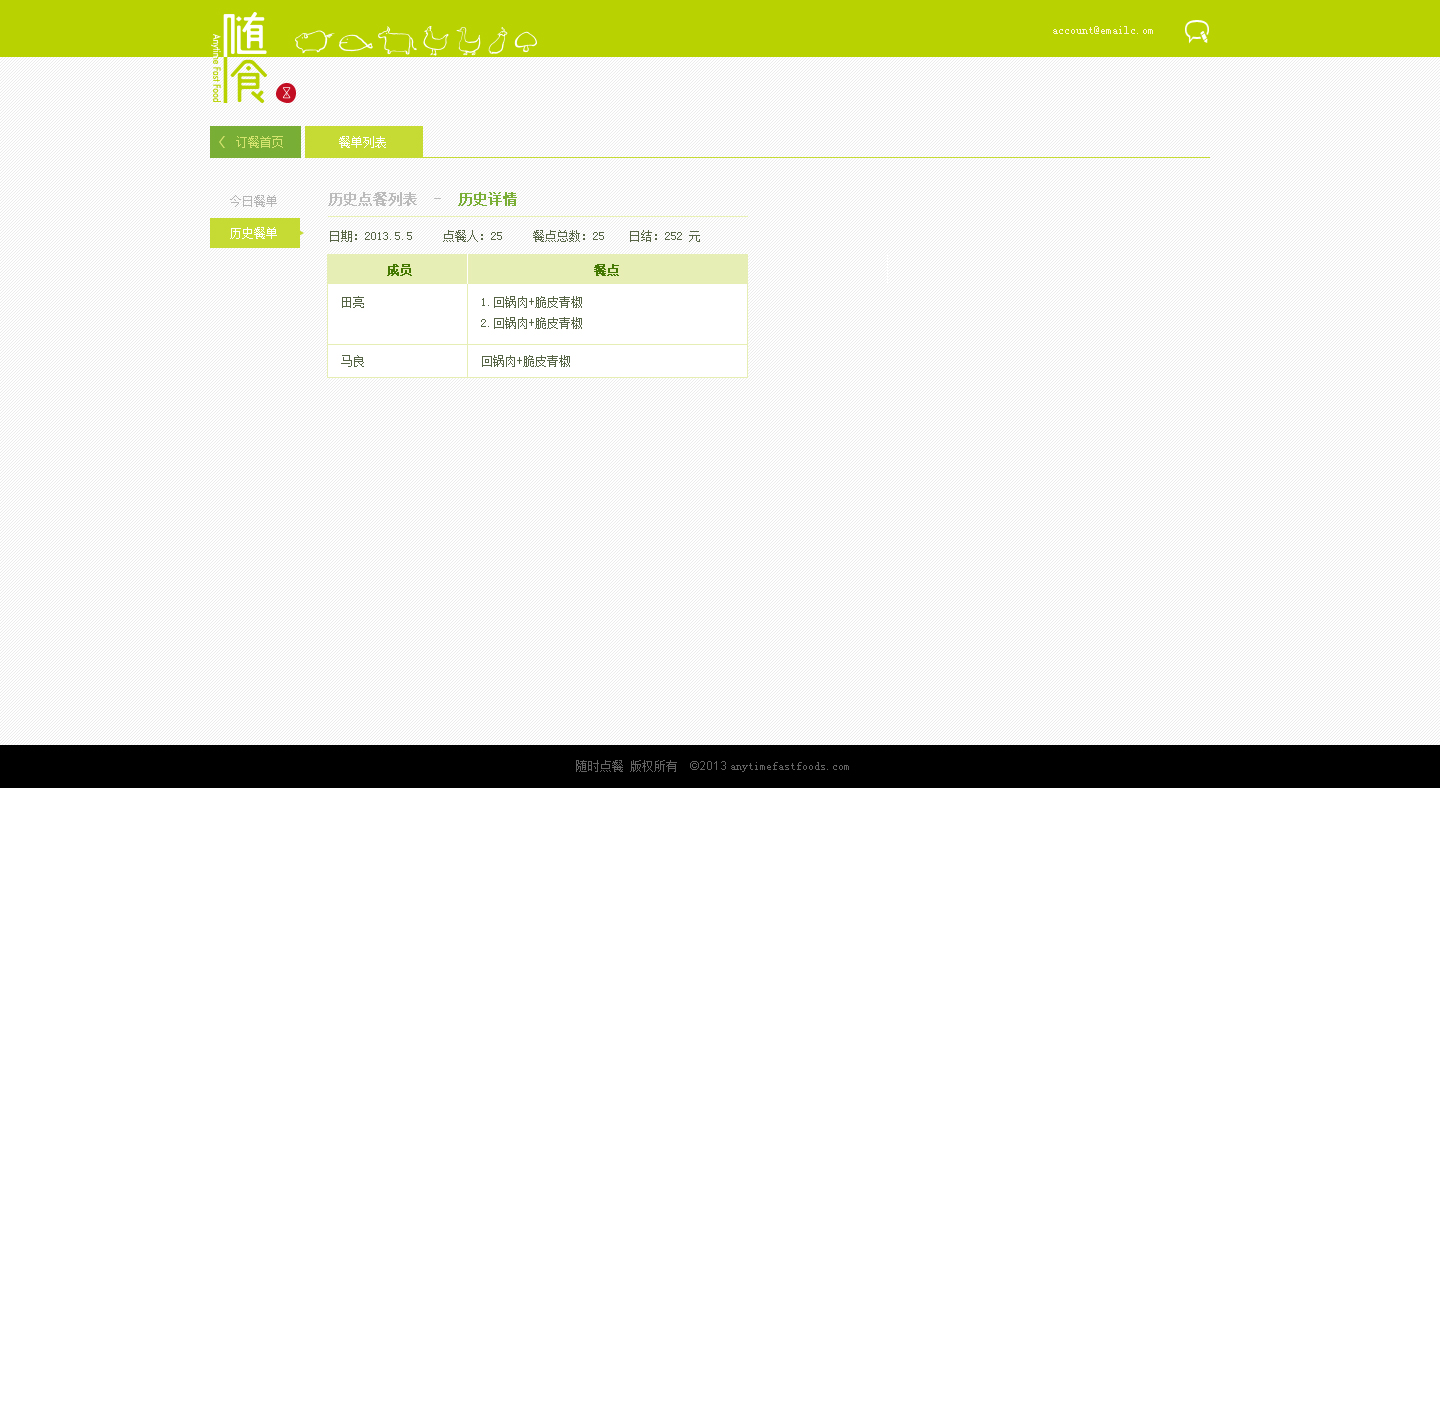 随食
Anytime Fast Food
account@emailc.om
订餐首页
餐单列表
今日餐单
历史餐单
历史点餐列表 - 历史详情
日期: 2013.5.5 点餐人: 25 餐点总数: 25 日结: 252 元
成员 餐点
田亮 1.回锅肉+脆皮青椒
2.回锅肉+脆皮青椒
马良 回锅肉+脆皮青椒
随时点餐 版权所有 ©2013 anytimefastfoods.com